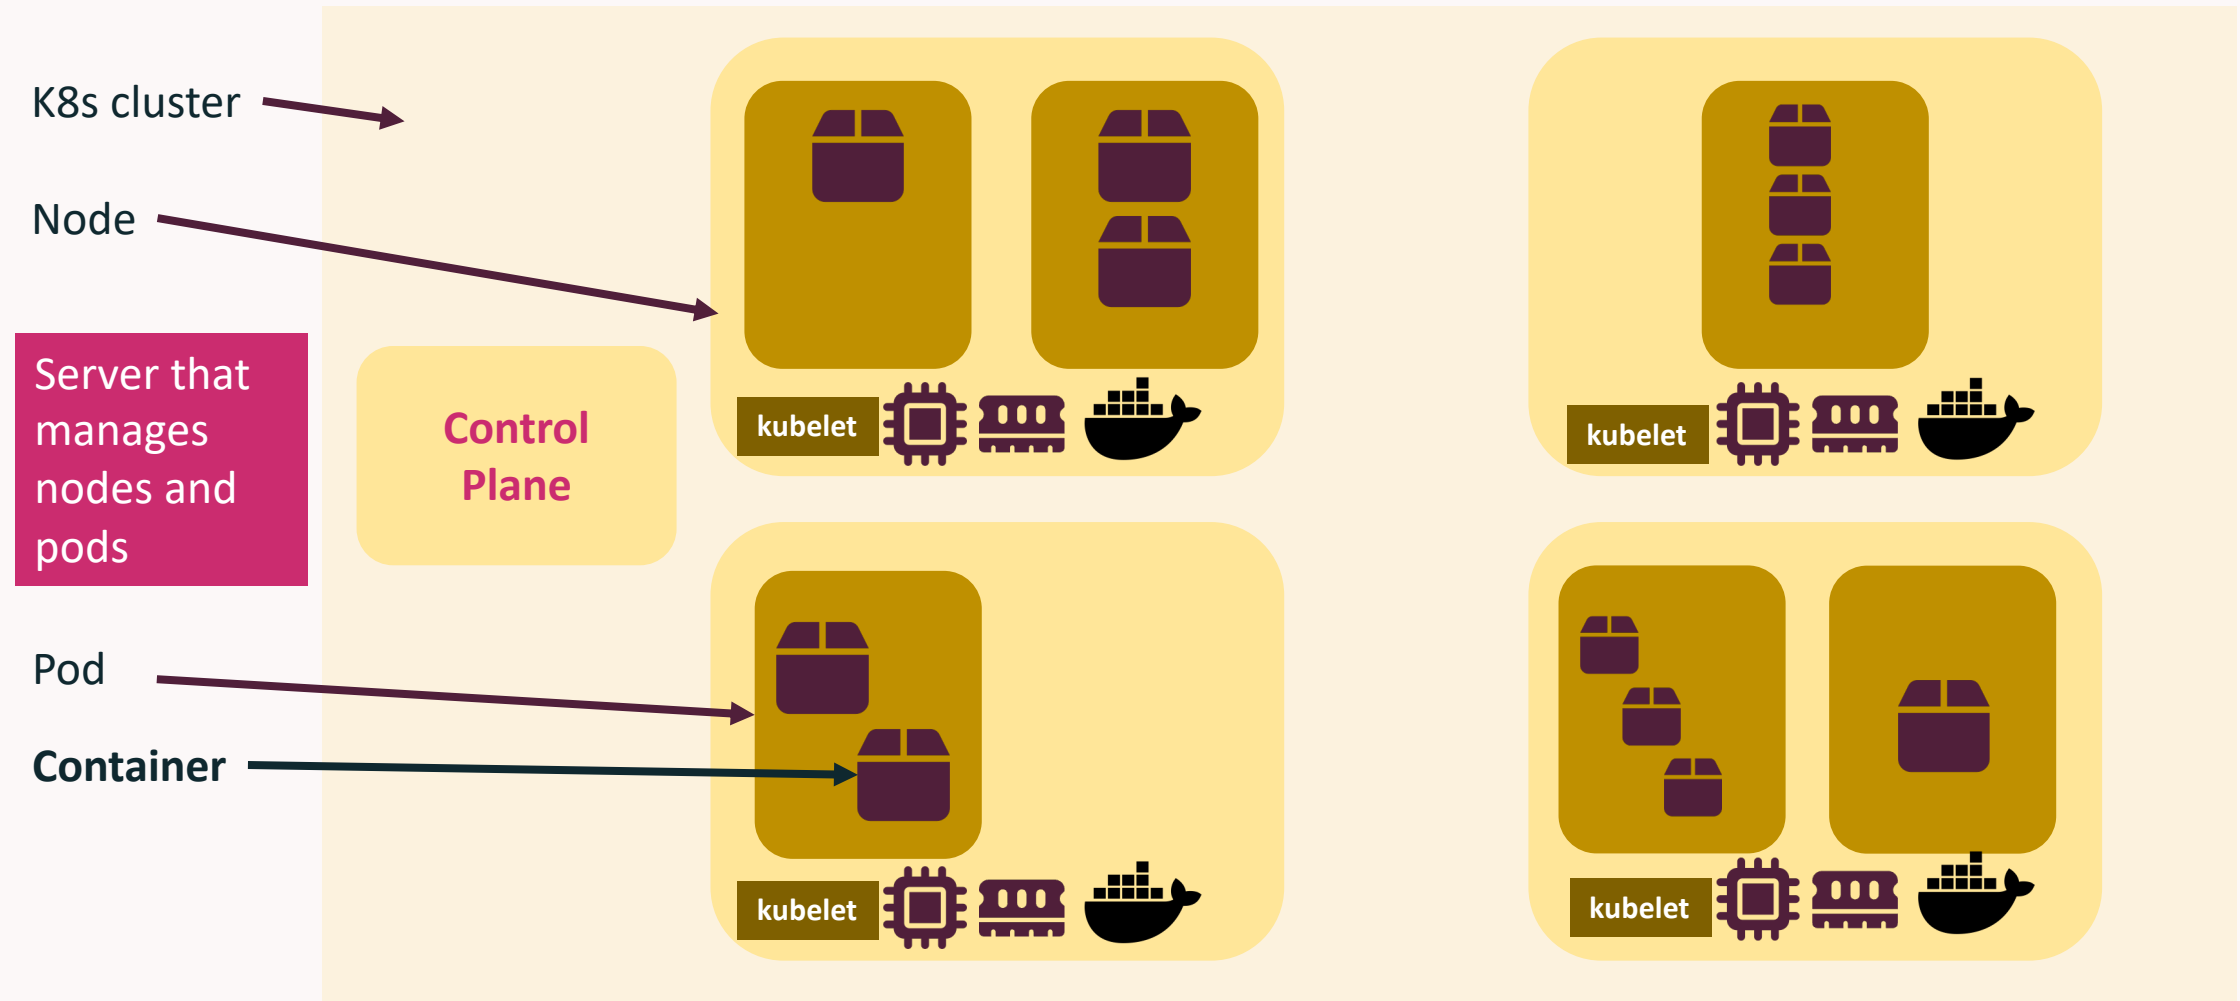 K8s cluster
Node
Server that
manages
nodes and
pods
Control
Plane
Pod
Container
kubelet
kubelet
kubelet
kubelet